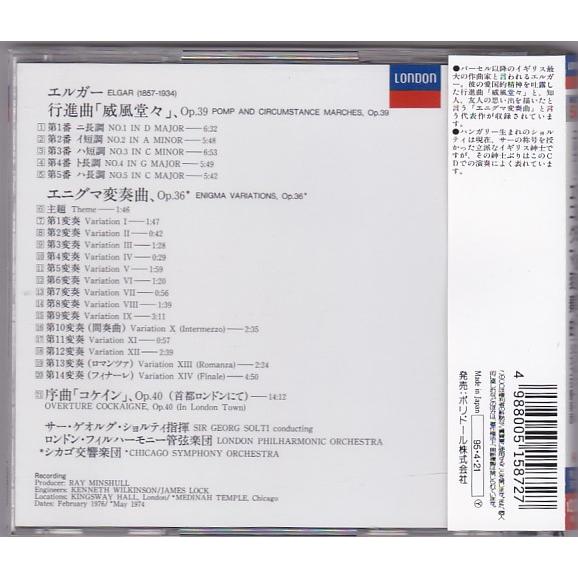 エルガー ELGAR (1857-1934)
行進曲「威風堂々」、Op.39 POMP AND CIRCUMSTANCE MARCHES, Op.39
1 第1番 ニ長調 NO.1 IN D MAJOR—6:32
2 第2番 イ短調 NO.2 IN A MINOR—5:48
3 第3番 ハ短調 NO.3 IN C MINOR—6:53
4 第4番 ト長調 NO.4 IN G MAJOR—5:49
5 第5番 ハ長調 NO.5 IN C MAJOR—5:42
エニグマ変奏曲、Op.36* ENIGMA VARIATIONS, Op.36*
6 主題 Theme—1:46
7 第1変奏 Variation I—1:47
8 第2変奏 Variation II—0:42
9 第3変奏 Variation III—1:28
10 第4変奏 Variation IV—0:29
11 第5変奏 Variation V—1:59
12 第6変奏 Variation VI—1:20
13 第7変奏 Variation VII—0:56
14 第8変奏 Variation VIII—1:39
15 第9変奏 Variation IX—3:11
16 第10変奏 (間奏曲) Variation X (Intermezzo)—2:35
17 第11変奏 Variation XI—0:57
18 第12変奏 Variation XII—2:39
19 第13変奏 (ロマンツァ) Variation XIII (Romanza)—2:24
20 第14変奏 (フィナーレ) Variation XIV (Finale)—4:50
21 序曲「コケイン」、Op.40 (首都ロンドンにて)—14:12
OVERTURE COCKAIGNE, Op.40 (In London Town)
サー・ゲオルグ・ショルティ指揮 SIR GEORG SOLTI conducting
ロンドン・フィルハーモニー管弦楽団 LONDON PHILHARMONIC ORCHESTRA
*シカゴ交響楽団 *CHICAGO SYMPHONY ORCHESTRA
Recording
Producer: RAY MINSHULL
Engineers: KENNETH WILKINSON/JAMES LOCK
Locations: KINGSWAY HALL, London/*MEDINAH TEMPLE, Chicago
Dates: February 1976/*May 1974
LONDON
●パーセル以降のイギリス最
大の作曲家と言われるエルガ
ー。彼の愛国的精神を吐露し
た行進曲「威風堂々」と、知
人、友人の思い出を描いたと
言う「エニグマ変奏曲」と言
う代表作が収録されています。
●ハンガリー生まれのショル
ティは現在、サーの称号を授
かった立派なイギリス紳士で
すが、その紳士ぶりはこのC
Dでの演奏によく表れています。
Made in Japan
95・4・21
発売:ポリドール株式会社
4 988005 158727